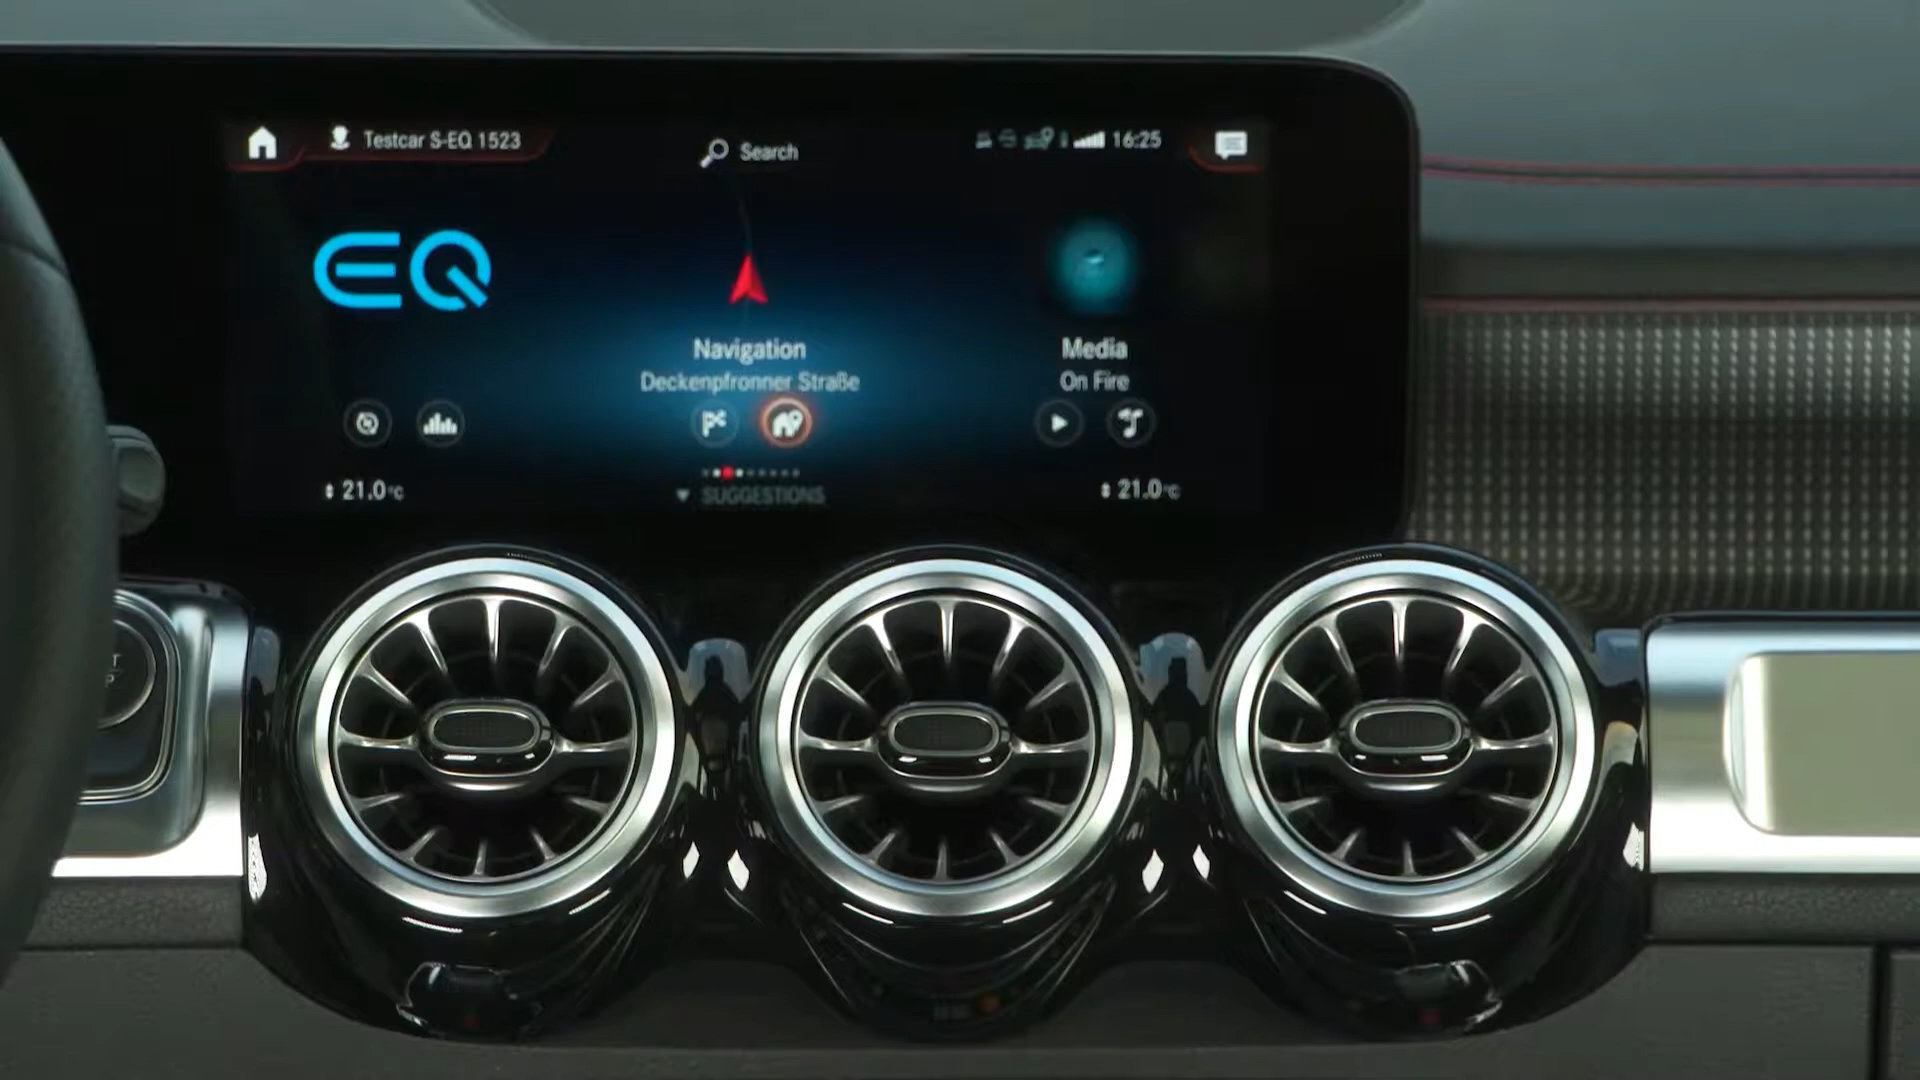 Testcar S-EQ 1523
Search
16:25
EQ
Navigation
Deckenpfronner Straße
Media
On Fire
21.0°C
21.0°C
SUGGESTIONS